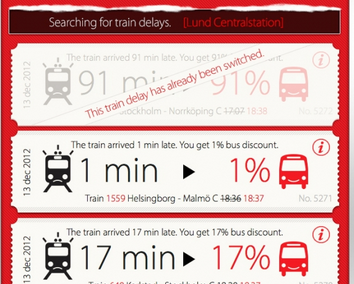 Searching for train delays. [Lund Centralstation]
The train arrived 91 min late. You get 91% bus discount.
13 dec 2012
91 min 91%
This train delay has already been switched.
Stockholm - Norrköping C 17:07 18:38
No. 5272
The train arrived 1 min late. You get 1% bus discount.
i
13 dec 2012
1 min 1%
Train 1559 Helsingborg - Malmö C 18:36 18:37
No. 5271
The train arrived 17 min late. You get 17% bus discount.
i
13 dec 2012
17 min 17%